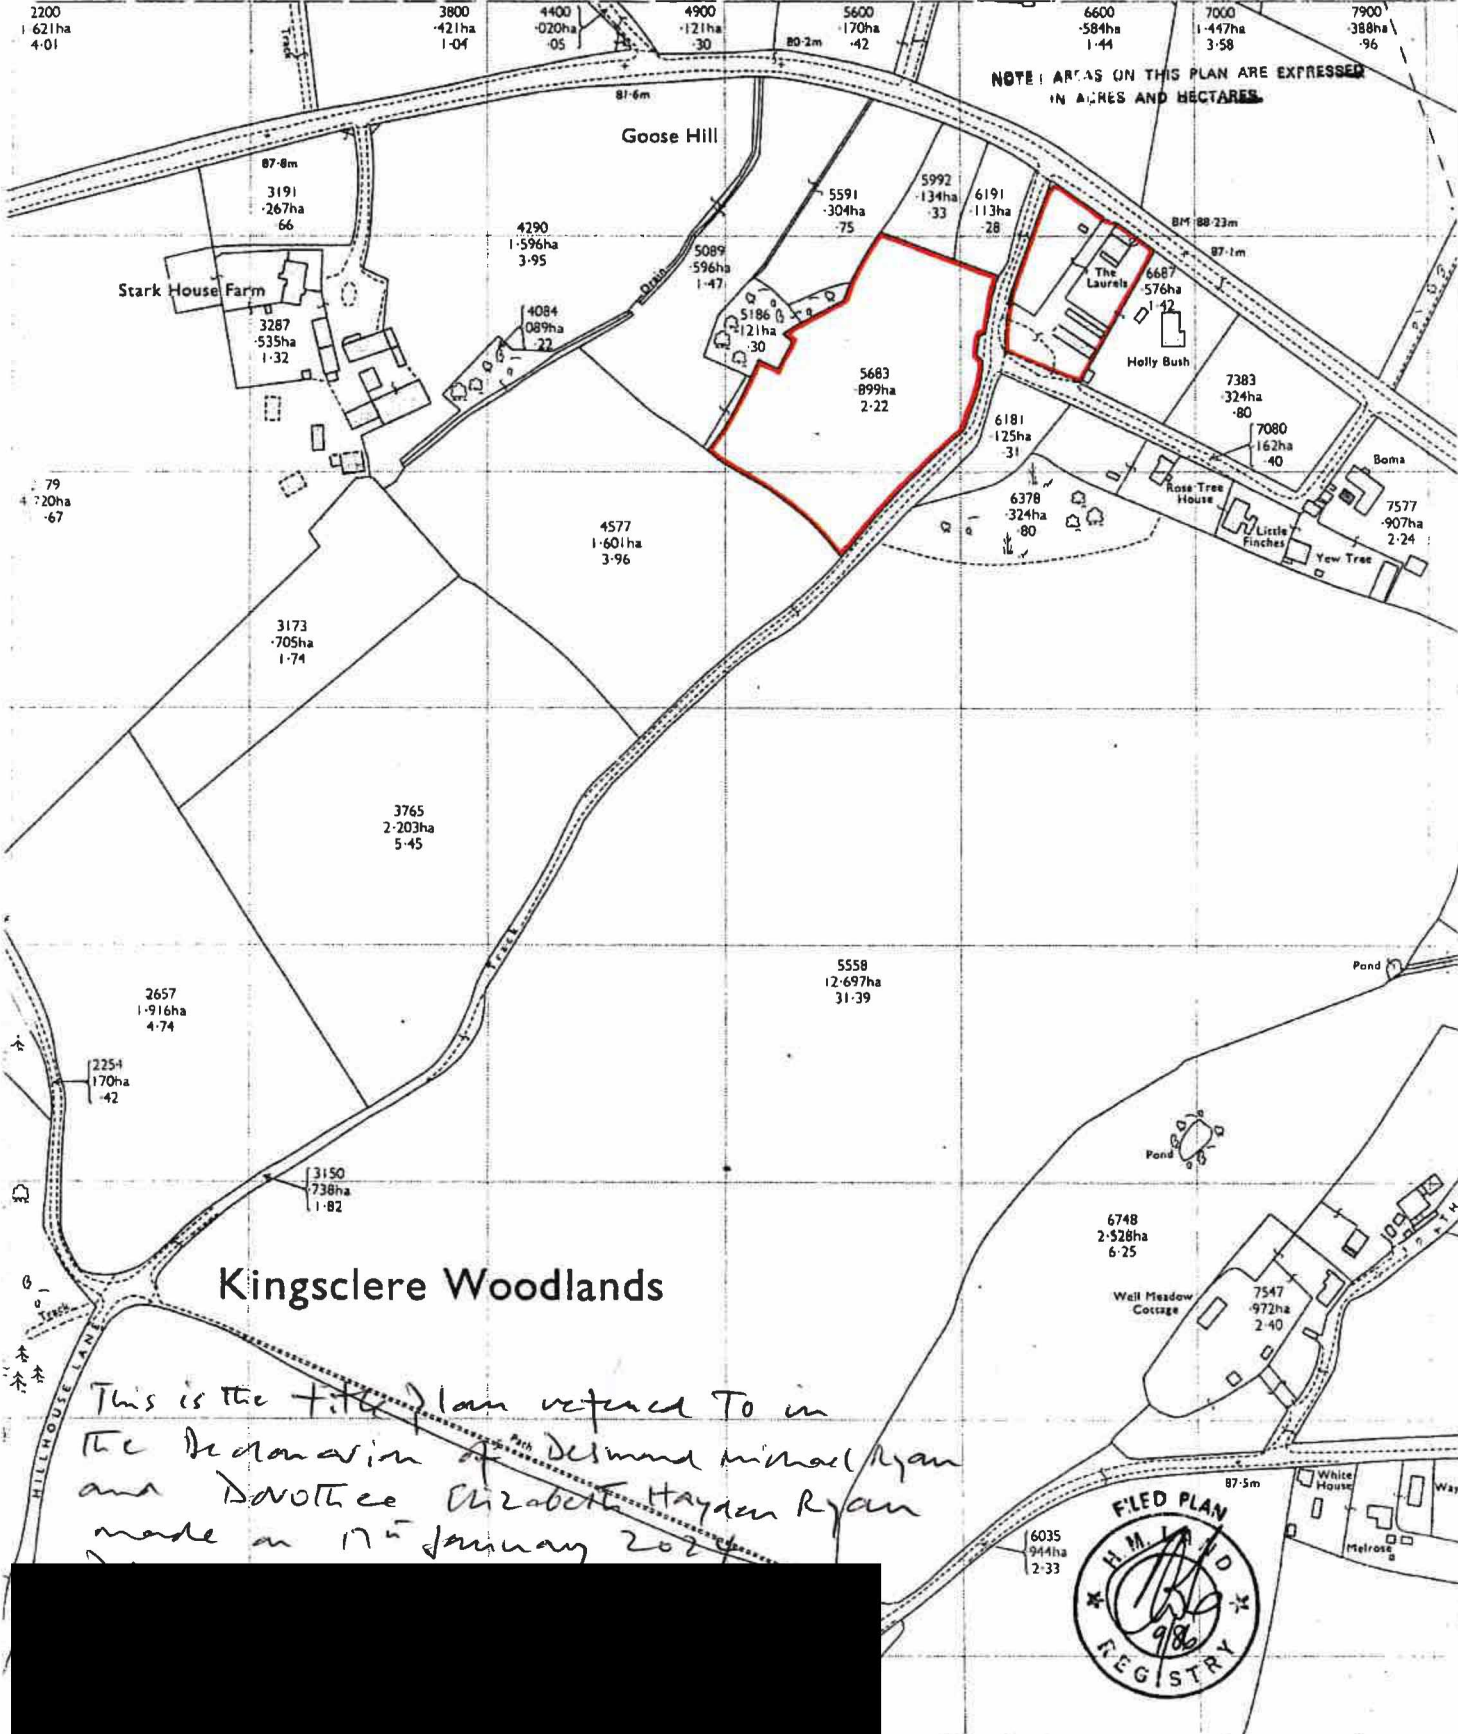 2200
1·621ha
4·01
3800
·421ha
1·04
4400
·020ha
·05
4900
·121ha
·30
5600
·170ha
·42
6600
·584ha
1·44
7000
1·447ha
3·58
7900
·388ha
·96
80·2m
Track
81·6m
NOTE: AREAS ON THIS PLAN ARE EXPRESSED
IN ACRES AND HECTARES.
Goose Hill
87·8m
3191
·267ha
·66
4290
1·596ha
3·95
5089
·596ha
1·47
5591
·304ha
·75
5992
·134ha
·33
6191
·113ha
·28
BM 88·23m
87·1m
The
Laurels
6687
·576ha
1·42
Holly Bush
Stark House Farm
3287
·535ha
1·32
Drain
4084
089ha
·22
5186
·121ha
·30
5683
·899ha
2·22
7383
·324ha
·80
6181
·125ha
·31
7080
162ha
·40
Boma
7577
·907ha
2·24
Rose Tree
House
Little
Finches
Yew Tree
6378
·324ha
·80
79
·67
4577
1·601ha
3·96
3173
·705ha
1·74
3765
2·203ha
5·45
Track
5558
12·697ha
31·39
Pond
2657
1·916ha
4·74
2254
170ha
·42
Pond
3150
·738ha
1·82
6748
2·528ha
6·25
PATH
Kingsclere Woodlands
Well Meadow
Cottage
7547
·972ha
2·40
Track
HILLHOUSE LANE
Path
This is the title plan referred To in
the Declaration of Desmond Michael Ryan
and Dorothee Elizabeth Hayden Ryan
made on 17th January 2024
87·5m
White
House
Melrose
6035
944ha
2·33
FILED PLAN
H.M. LAND
REGISTRY
9/86